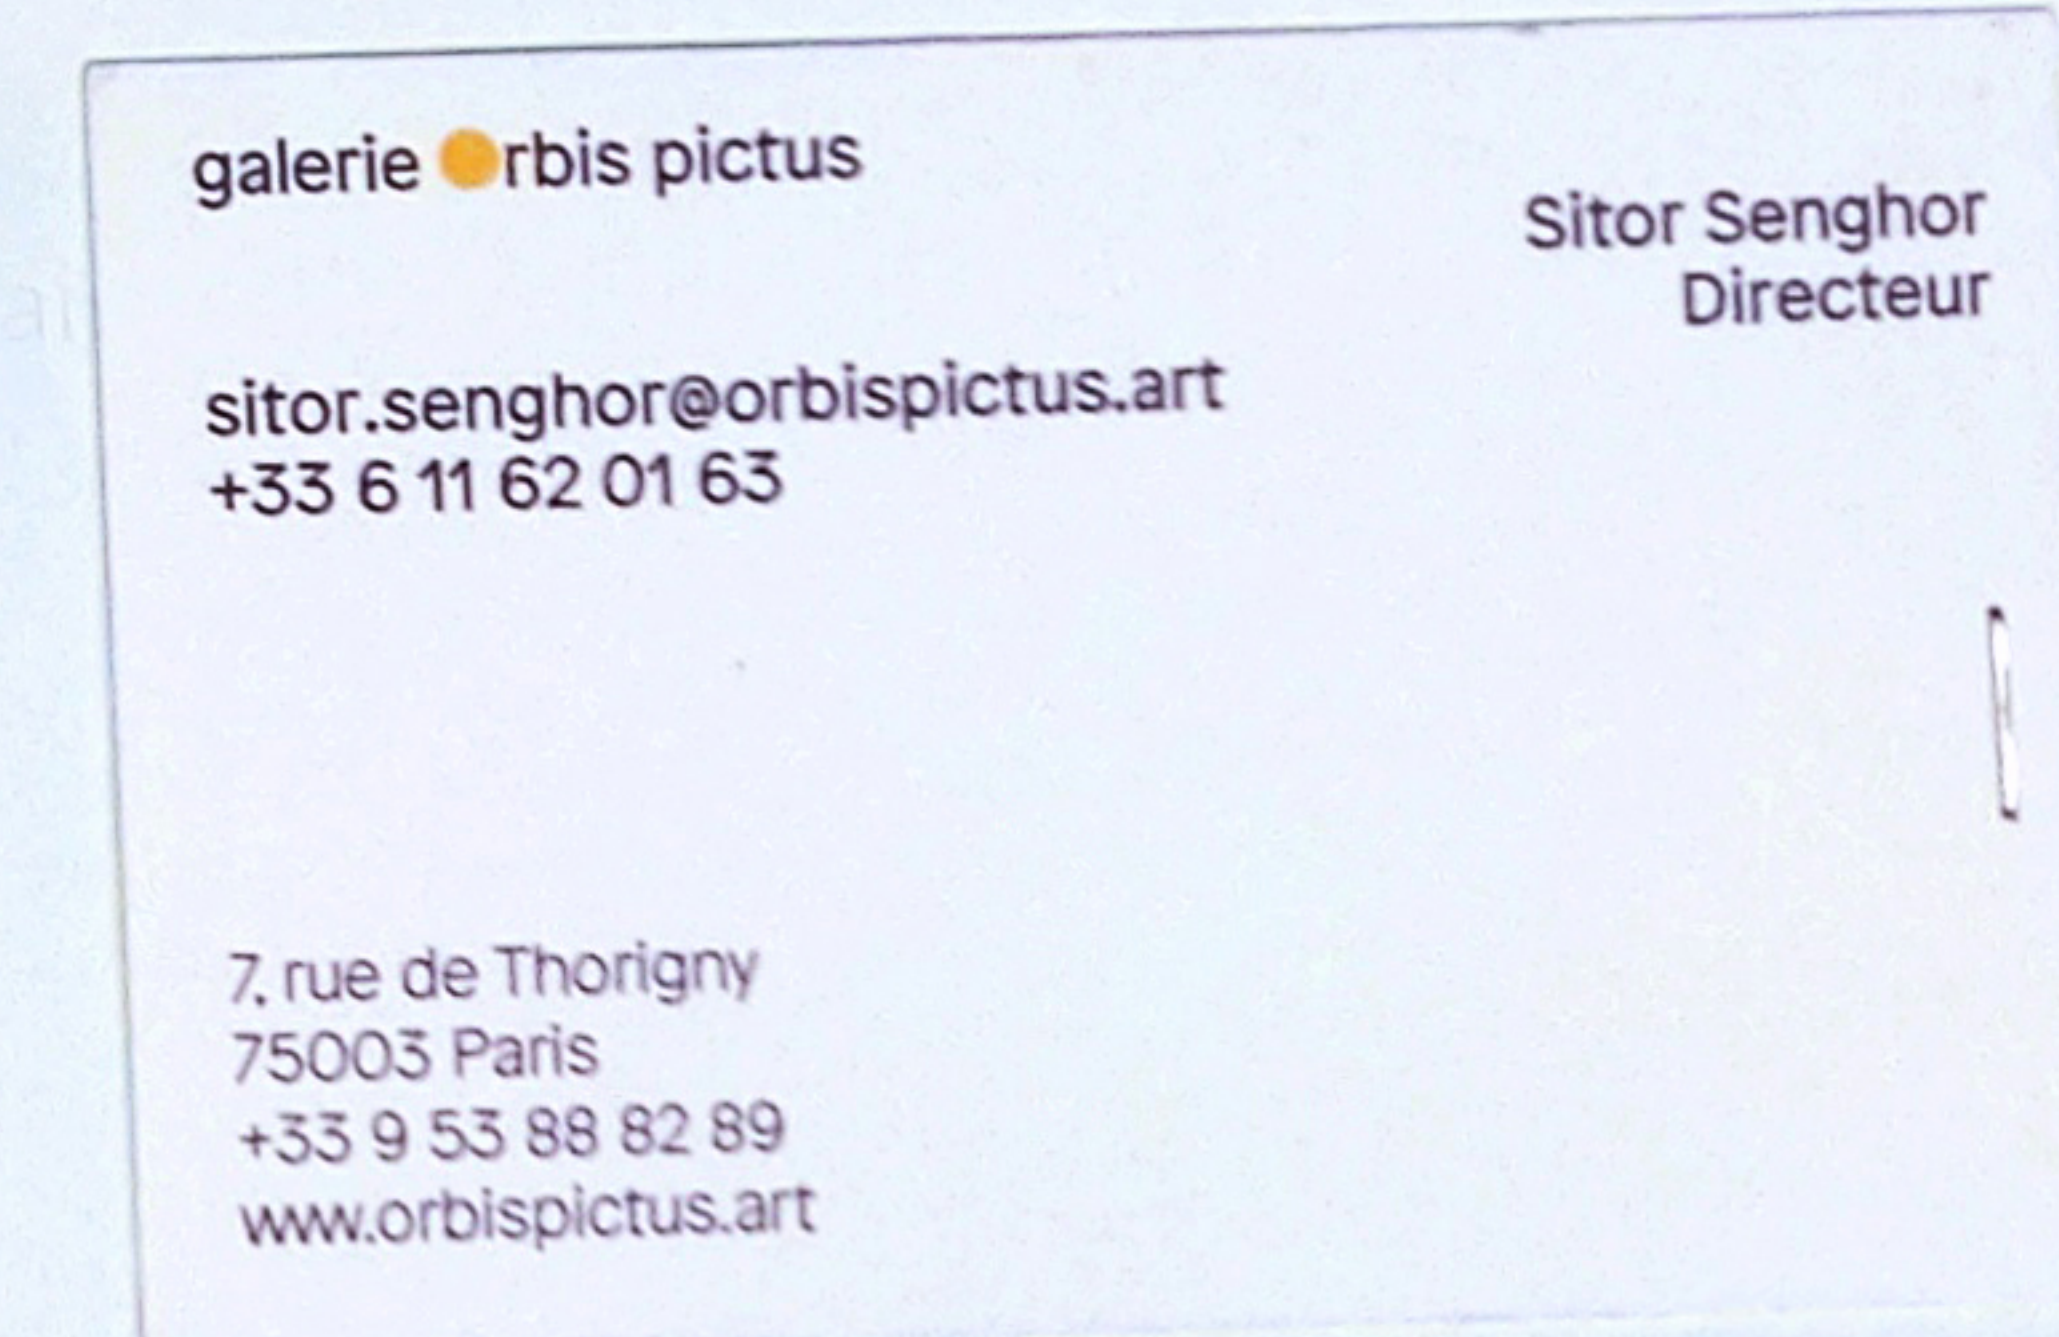 galerie Orbis pictus
Sitor Senghor
Directeur
sitor.senghor@orbispictus.art
+33 6 11 62 01 63
7, rue de Thorigny
75003 Paris
+33 9 53 88 82 89
www.orbispictus.art